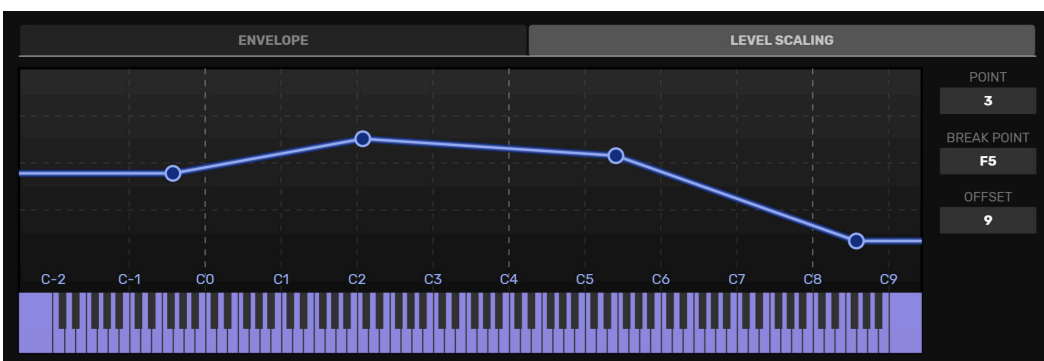 ENVELOPE
LEVEL SCALING
POINT
3
BREAK POINT
F5
OFFSET
9
C-2 C-1 C0 C1 C2 C3 C4 C5 C6 C7 C8 C9